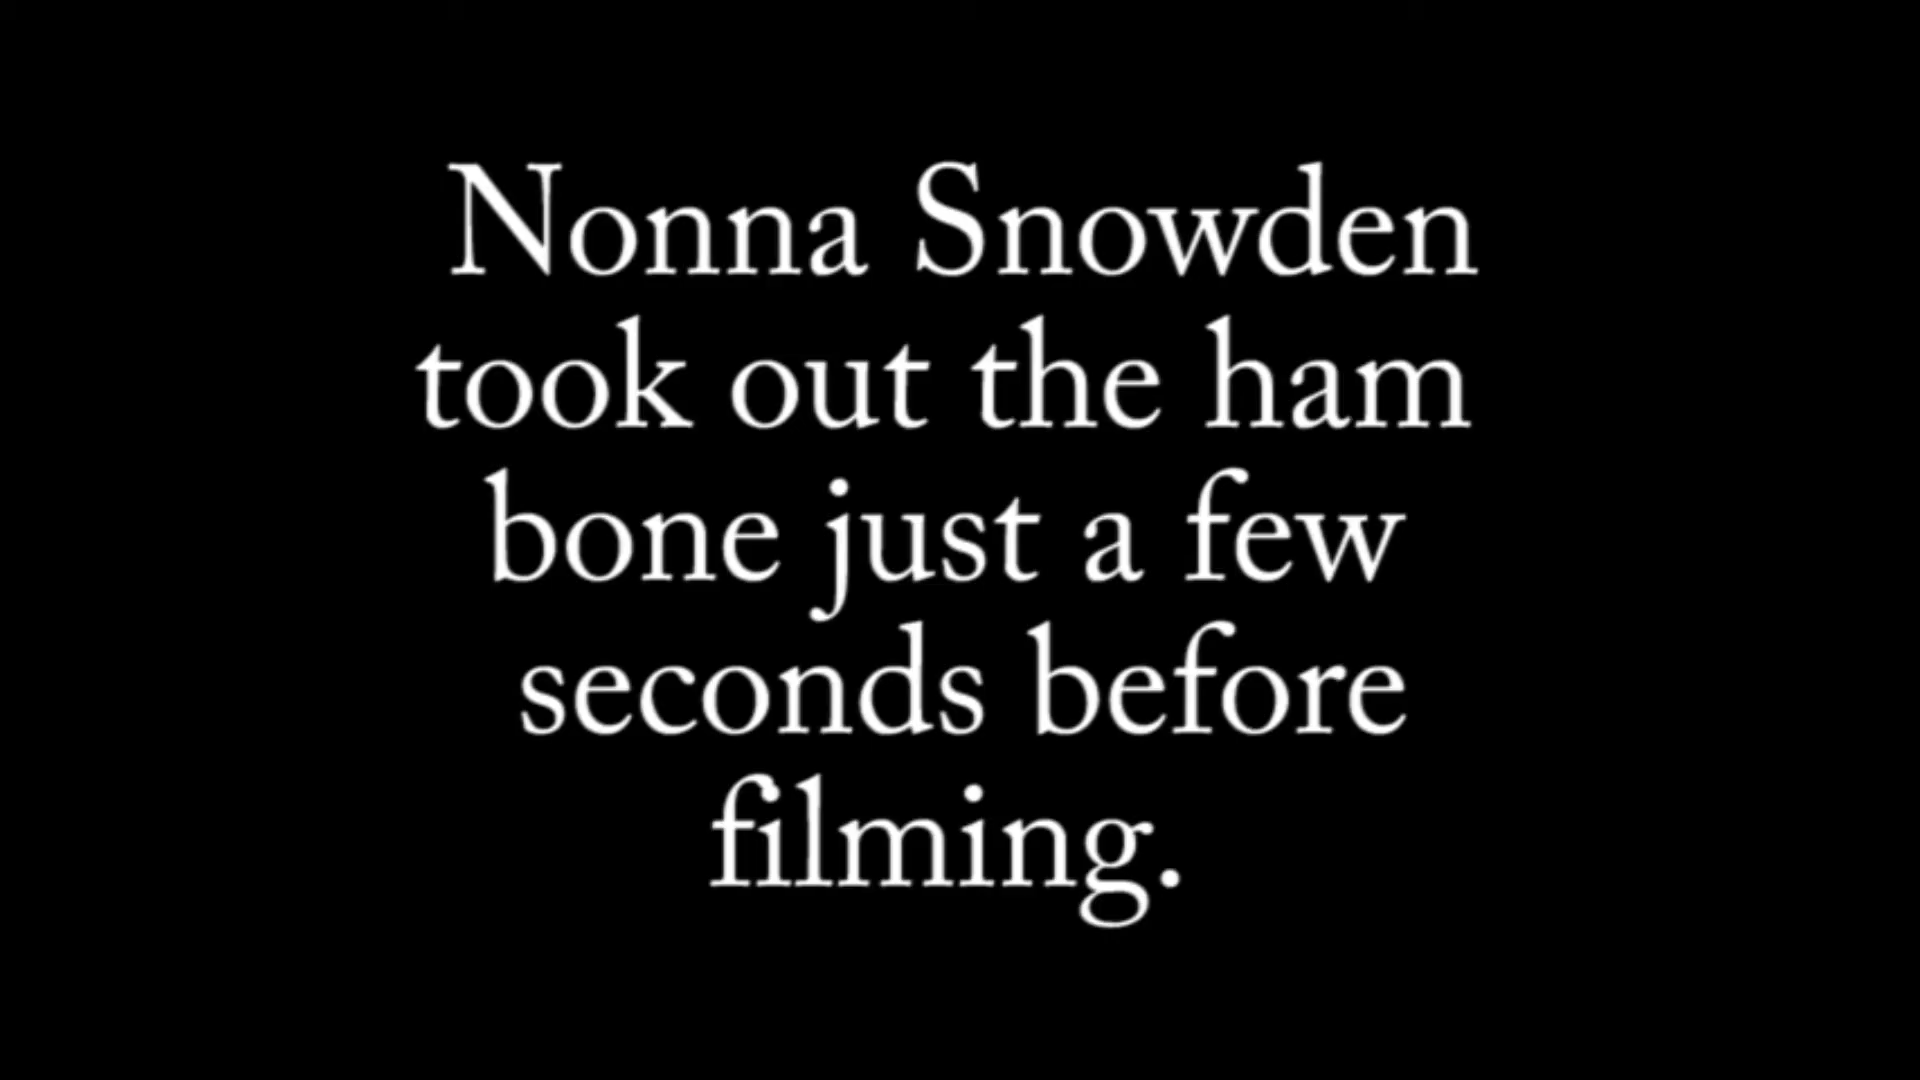 Nonna Snowden
took out the ham
bone just a few
seconds before
filming.